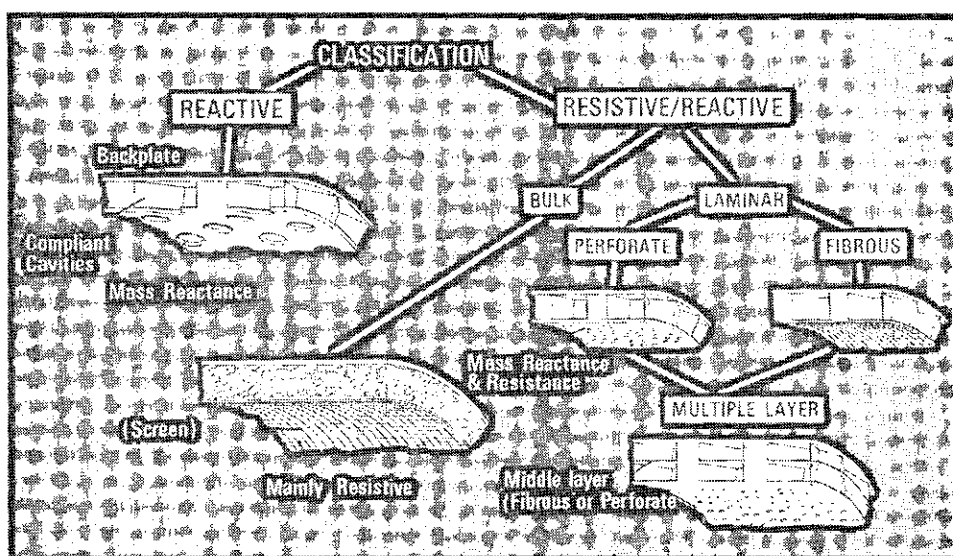 CLASSIFICATION
REACTIVE
RESISTIVE/REACTIVE
Backplate
BULK
LAMINAR
Compliant
Cavities
PERFORATE
FIBROUS
Mass Reactance
Mass Reactance
& Resistance
MULTIPLE LAYER
(Screen)
Mainly Resistive
Middle layer
(Fibrous or Perforate